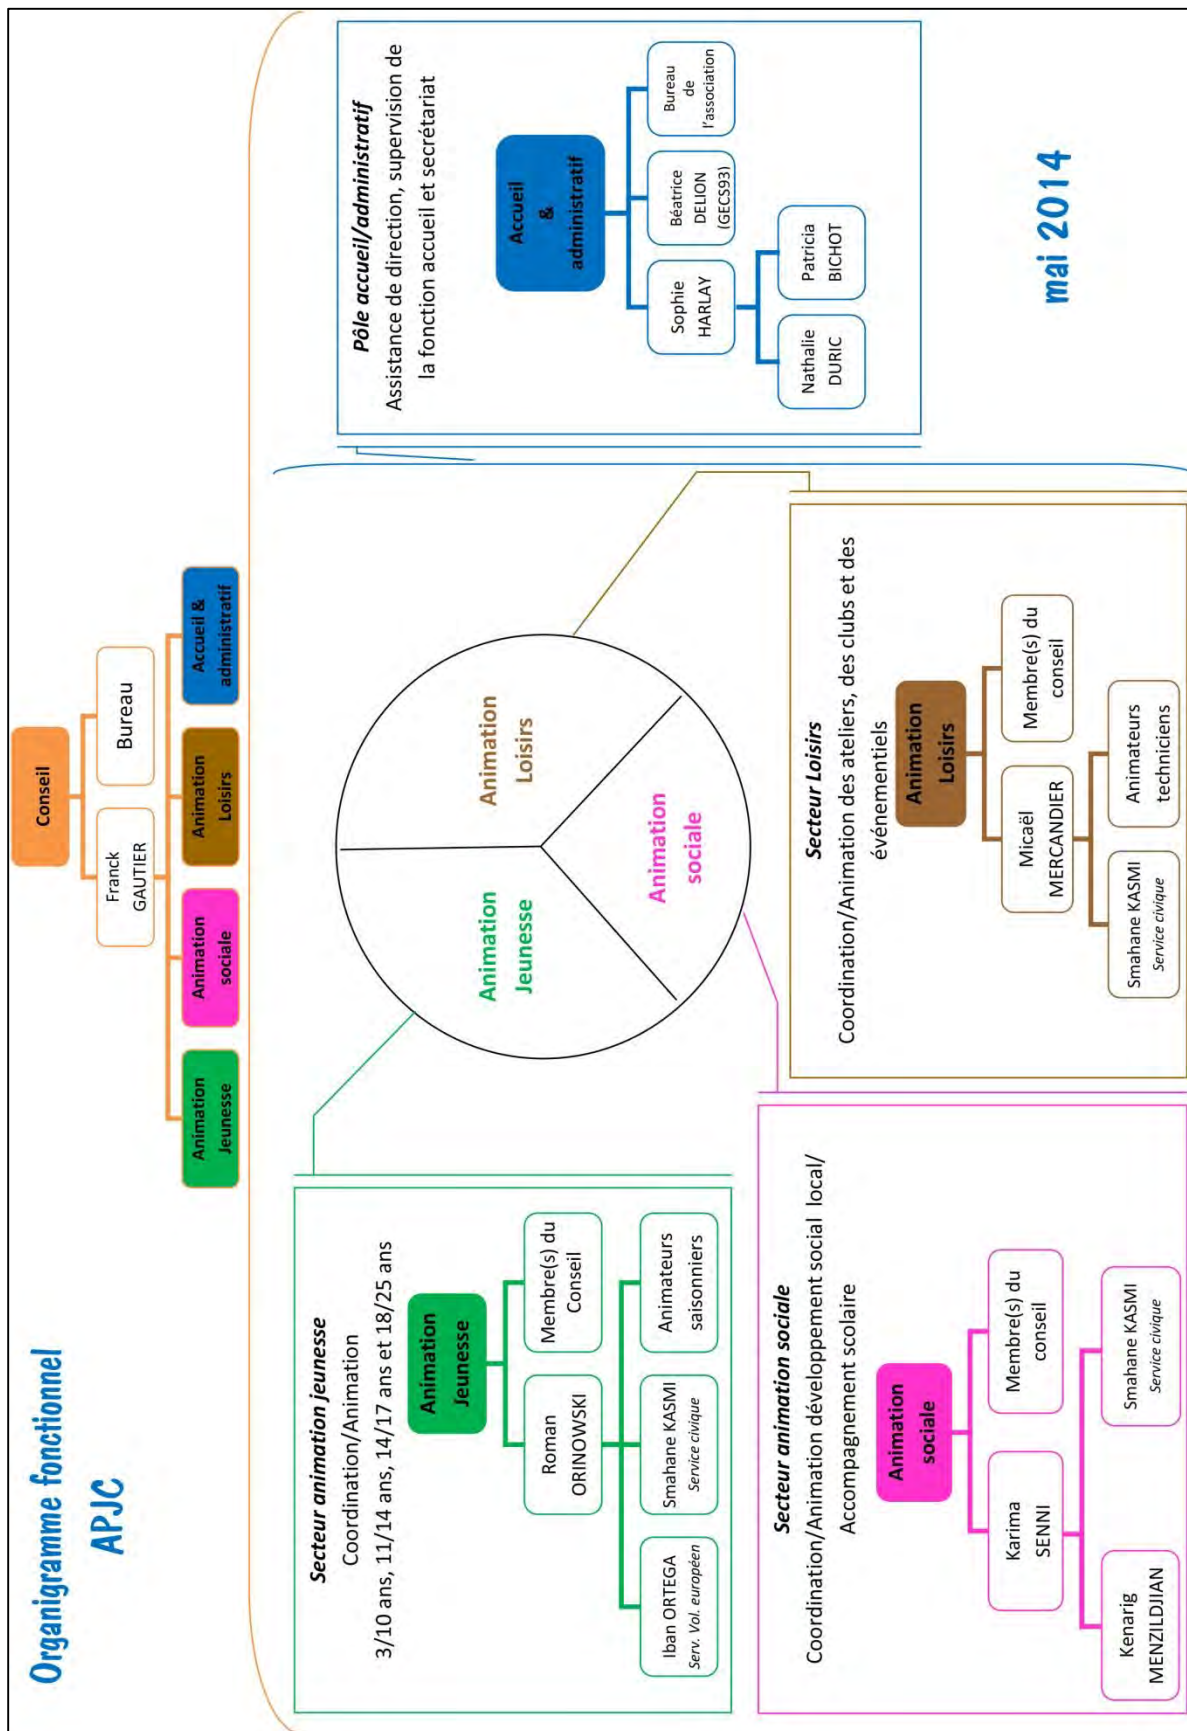 Organigramme fonctionnel
APJC
Conseil
Franck
GAUTIER
Bureau
Animation
Jeunesse
Animation
sociale
Animation
Loisirs
Accueil &
administratif
Secteur animation jeunesse
Coordination/Animation
3/10 ans, 11/14 ans, 14/17 ans et 18/25 ans
Animation
Jeunesse
Roman
ORINOWSKI
Membre(s) du
Conseil
Iban ORTEGA
Serv. Vol. européen
Smahane KASMI
Service civique
Animateurs
saisonniers
Animation
Jeunesse
Animation
Loisirs
Animation
sociale
Pôle accueil/administratif
Assistance de direction, supervision de
la fonction accueil et secrétariat
Accueil
&
administratif
Sophie
HARLAY
Béatrice
DELION
(GECS93)
Bureau
de
l'association
Nathalie
DURIC
Patricia
BICHOT
Secteur animation sociale
Coordination/Animation développement social local/
Accompagnement scolaire
Animation
sociale
Karima
SENNI
Membre(s) du
conseil
Kenarig
MENZILDJIAN
Smahane KASMI
Service civique
Secteur Loisirs
Coordination/Animation des ateliers, des clubs et des
événementiels
Animation
Loisirs
Micaël
MERCANDIER
Membre(s) du
conseil
Smahane KASMI
Service civique
Animateurs
techniciens
mai 2014